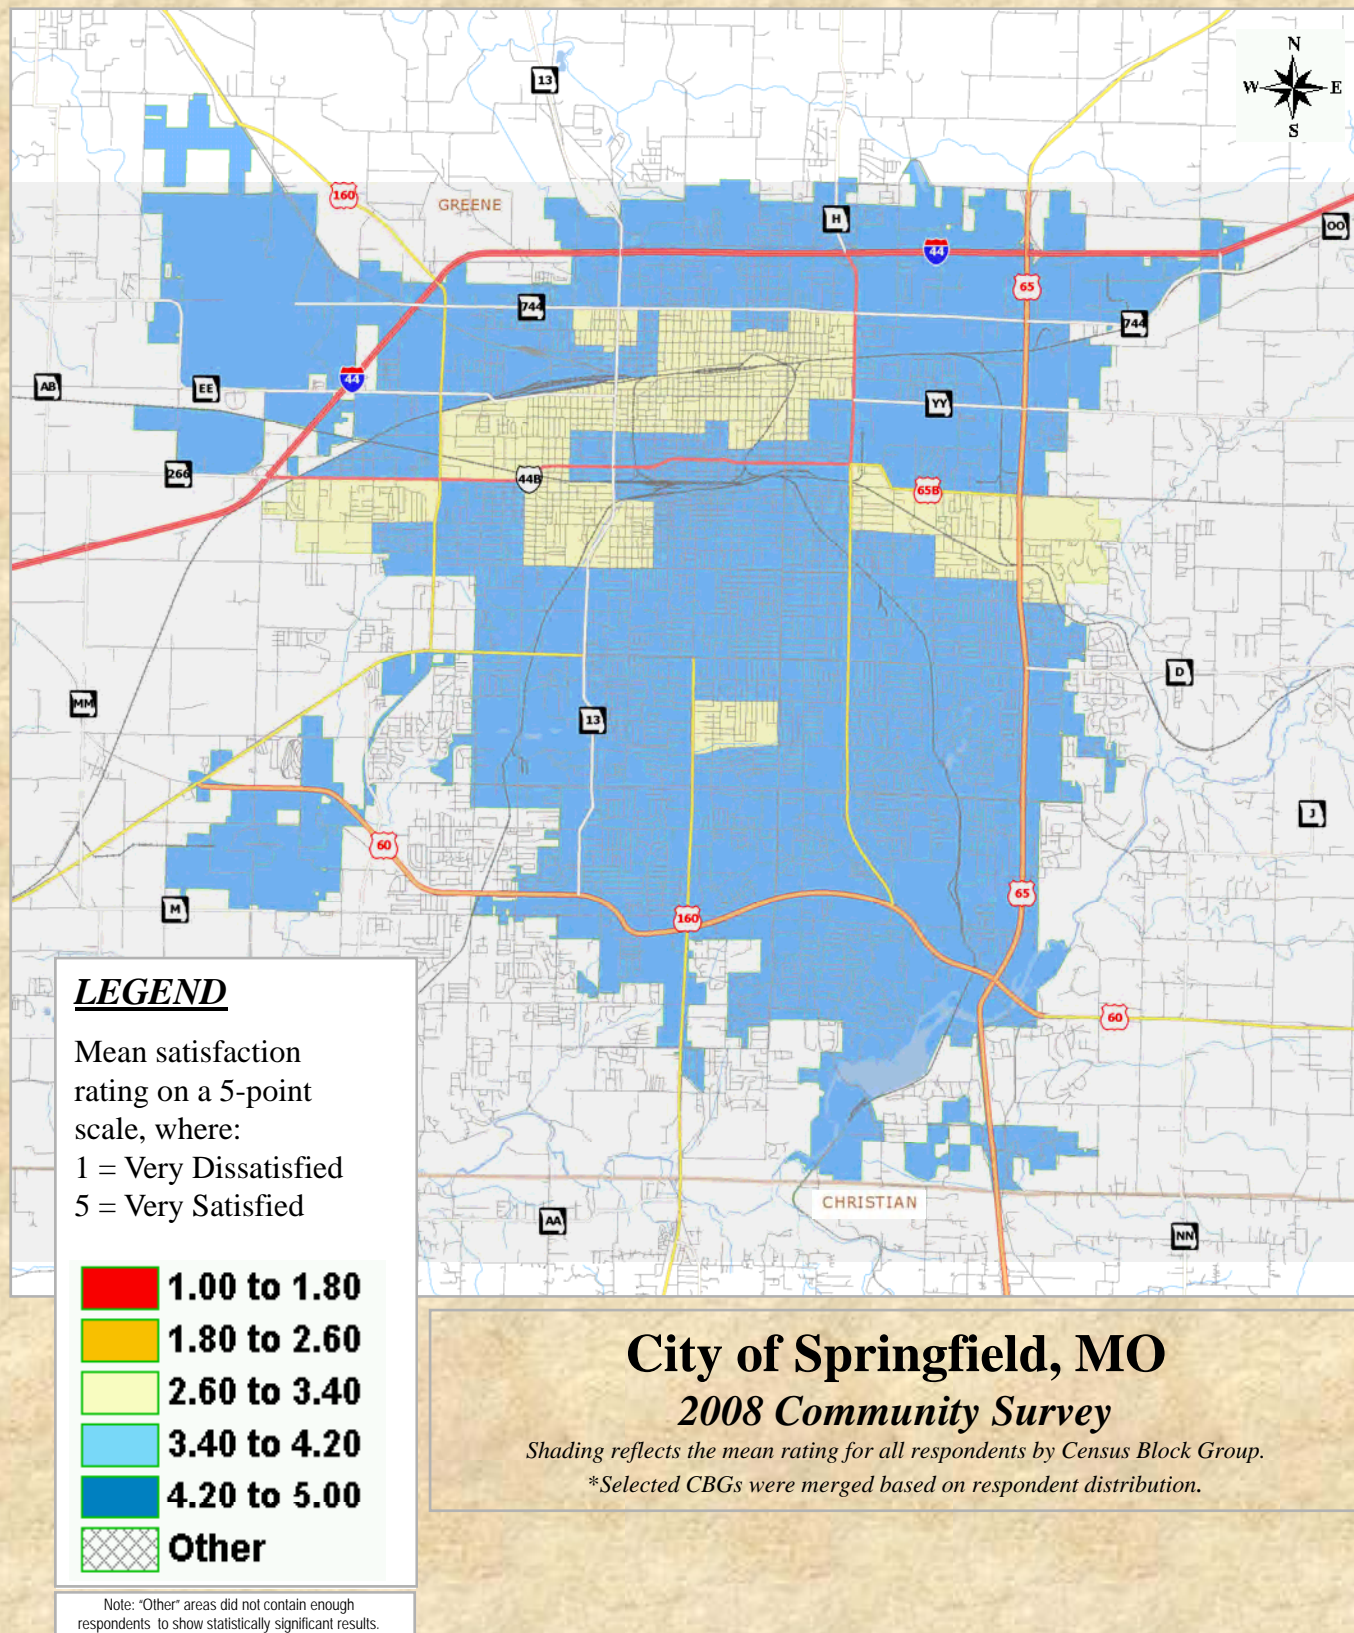 N
W E
S
13
160
GREENE
H
OO
44
65
744
744
44
AB
EE
YY
266
44B
65B
D
MM
13
J
60
M
65
160
60
CHRISTIAN
AA
NN
LEGEND
Mean satisfaction
rating on a 5-point
scale, where:
1 = Very Dissatisfied
5 = Very Satisfied
1.00 to 1.80
1.80 to 2.60
2.60 to 3.40
3.40 to 4.20
4.20 to 5.00
Other
Note: “Other” areas did not contain enough
respondents to show statistically significant results.
City of Springfield, MO
2008 Community Survey
Shading reflects the mean rating for all respondents by Census Block Group.
*Selected CBGs were merged based on respondent distribution.